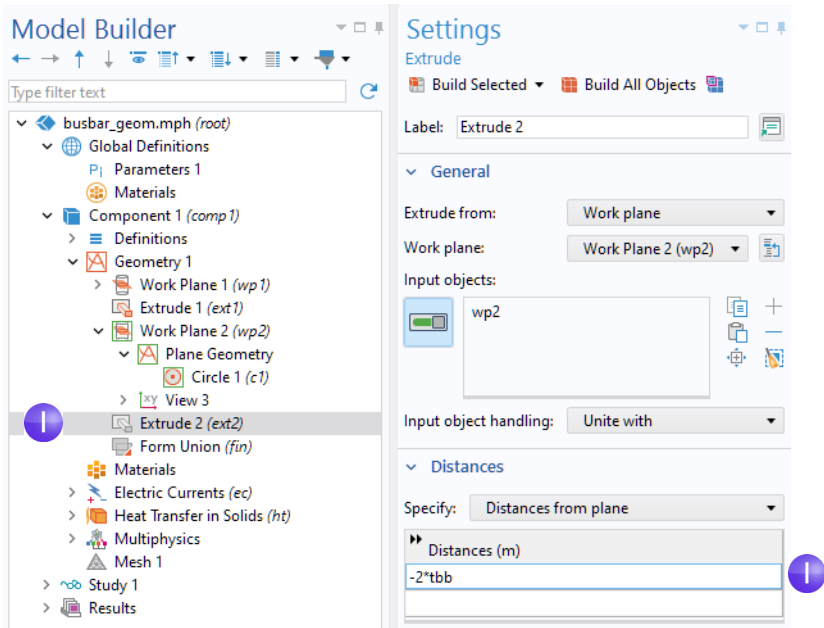 Model Builder
Type filter text
busbar_geom.mph (root)
Global Definitions
Pi Parameters 1
Materials
Component 1 (comp1)
Definitions
Geometry 1
Work Plane 1 (wp1)
Extrude 1 (ext1)
Work Plane 2 (wp2)
Plane Geometry
Circle 1 (c1)
xy View 3
Extrude 2 (ext2)
Form Union (fin)
Materials
Electric Currents (ec)
Heat Transfer in Solids (ht)
Multiphysics
Mesh 1
Study 1
Results
Settings
Extrude
Build Selected
Build All Objects
Label: Extrude 2
General
Extrude from: Work plane
Work plane: Work Plane 2 (wp2)
Input objects:
wp2
Input object handling: Unite with
Distances
Specify: Distances from plane
Distances (m)
-2*tbb